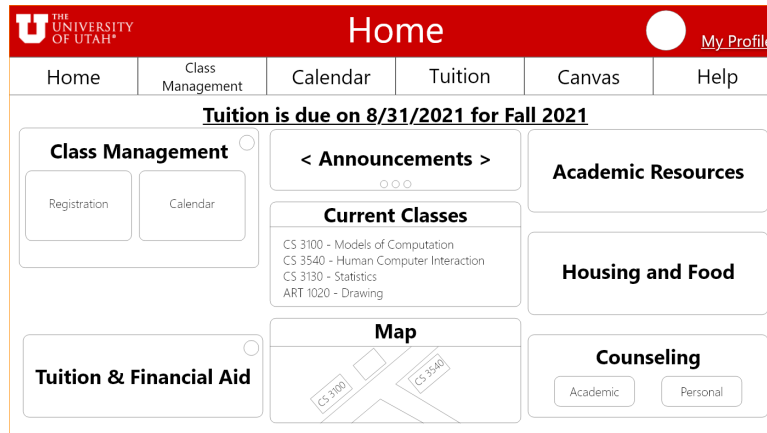 THE
UNIVERSITY
OF UTAH®
Home
My Profile
Home
Class
Management
Calendar
Tuition
Canvas
Help
Tuition is due on 8/31/2021 for Fall 2021
Class Management
Registration
Calendar
< Announcements >
Academic Resources
Current Classes
CS 3100 - Models of Computation
CS 3540 - Human Computer Interaction
CS 3130 - Statistics
ART 1020 - Drawing
Housing and Food
Tuition & Financial Aid
Map
CS 3100
CS 3540
Counseling
Academic
Personal